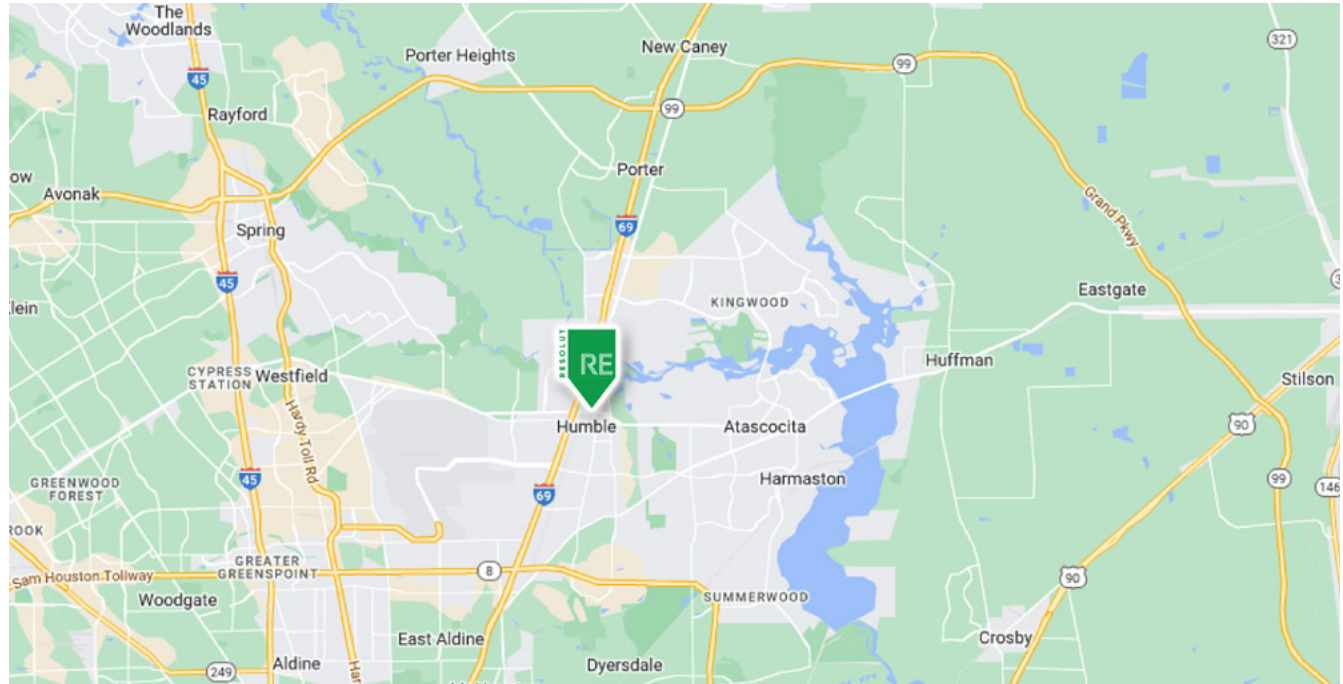 The
Woodlands
New Caney
321
Porter Heights
99
45
99
Rayford
Porter
ow
Avonak
Grand Pkwy
69
Spring
45
Eastgate
KINGWOOD
Klein
RESOLUT
RE
Huffman
CYPRESS
STATION
Westfield
Stilson
Hardy Toll Rd
Humble
Atascocita
90
45
GREENWOOD
FOREST
69
Harmaston
99
146
ROOK
GREATER
GREENSPOINT
8
Sam Houston Tollway
90
Woodgate
SUMMERWOOD
East Aldine
Crosby
249
Aldine
Dyersdale